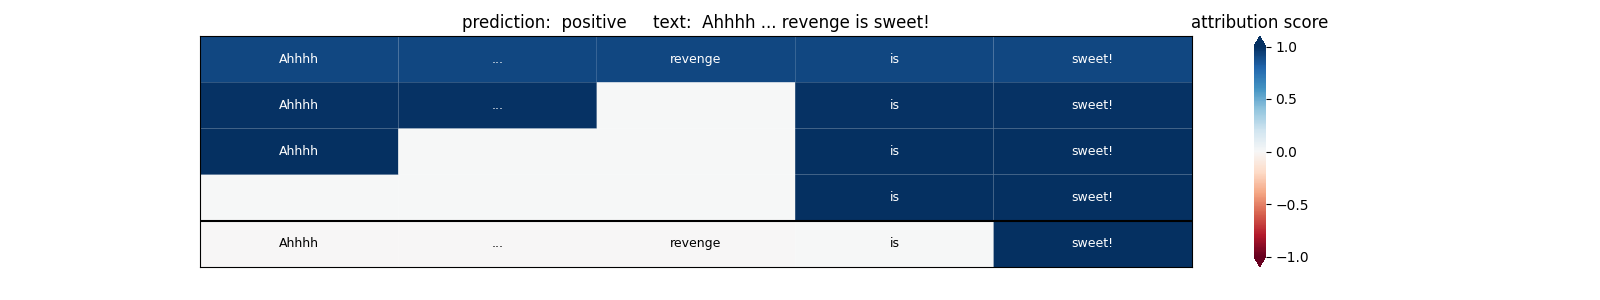 prediction:  positive     text:  Ahhhh ... revenge is sweet!
attribution score
Ahhhh ... revenge is sweet!
Ahhhh ... is sweet!
Ahhhh is sweet!
is sweet!
Ahhhh ... revenge is sweet!
1.0
0.5
0.0
−0.5
−1.0